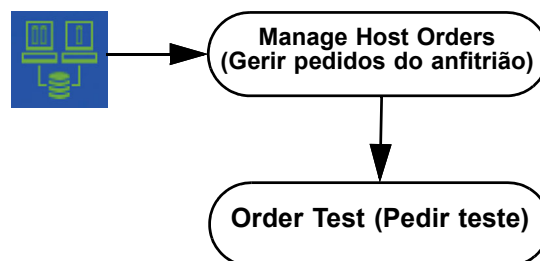 Manage Host Orders
(Gerir pedidos do anfitrião)
Order Test (Pedir teste)